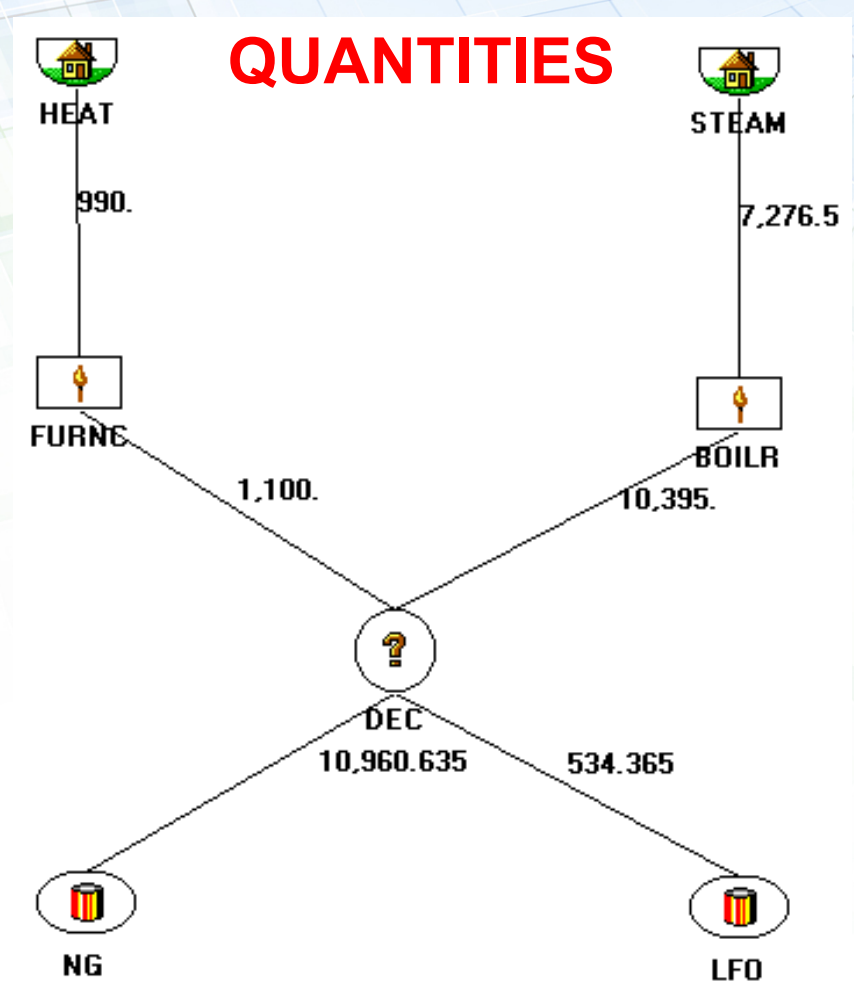 QUANTITIES
HEAT
STEAM
990.
7,276.5
FURNC
BOILR
1,100.
10,395.
?
DEC
10,960.635
534.365
NG
LFO